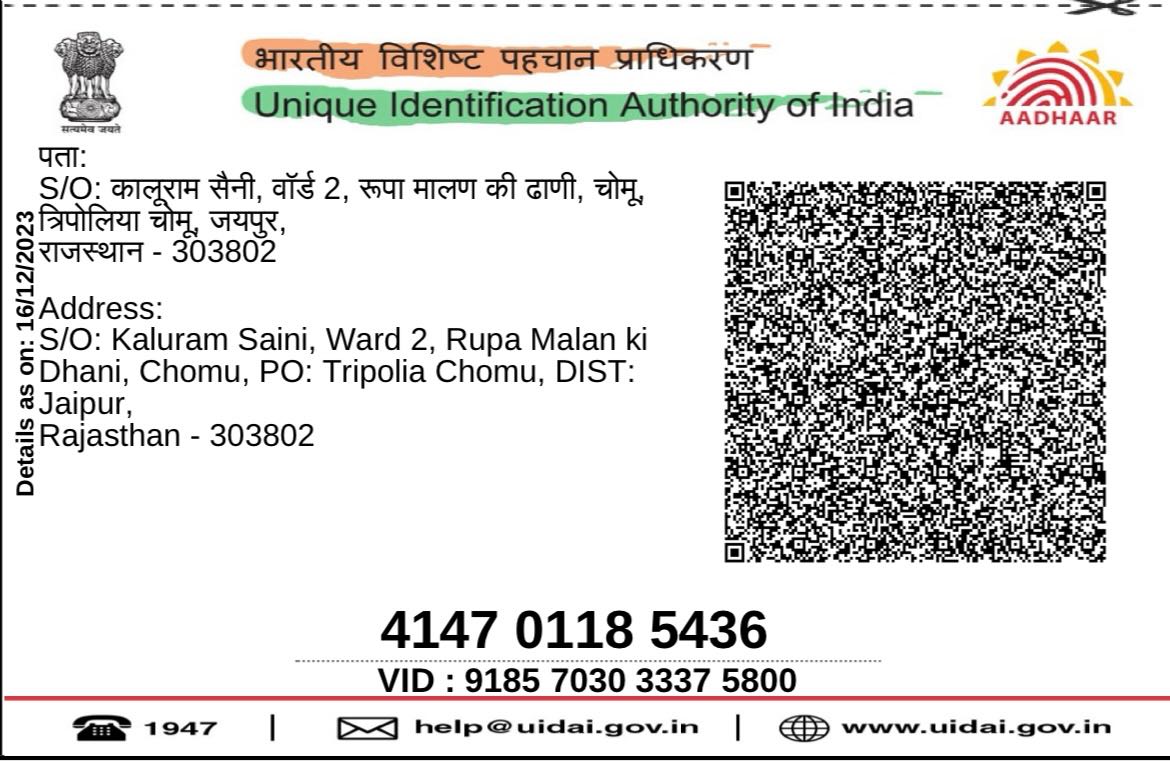 भारतीय विशिष्ट पहचान प्राधिकरण
Unique Identification Authority of India
सत्यमेव जयते
AADHAAR
पता:
S/O: कालूराम सैनी, वॉर्ड 2, रूपा मालण की ढाणी, चोमू,
त्रिपोलिया चोमू, जयपुर,
राजस्थान - 303802
Details as on: 16/12/2023
Address:
S/O: Kaluram Saini, Ward 2, Rupa Malan ki
Dhani, Chomu, PO: Tripolia Chomu, DIST:
Jaipur,
Rajasthan - 303802
4147 0118 5436
VID : 9185 7030 3337 5800
1947 | help@uidai.gov.in | www.uidai.gov.in